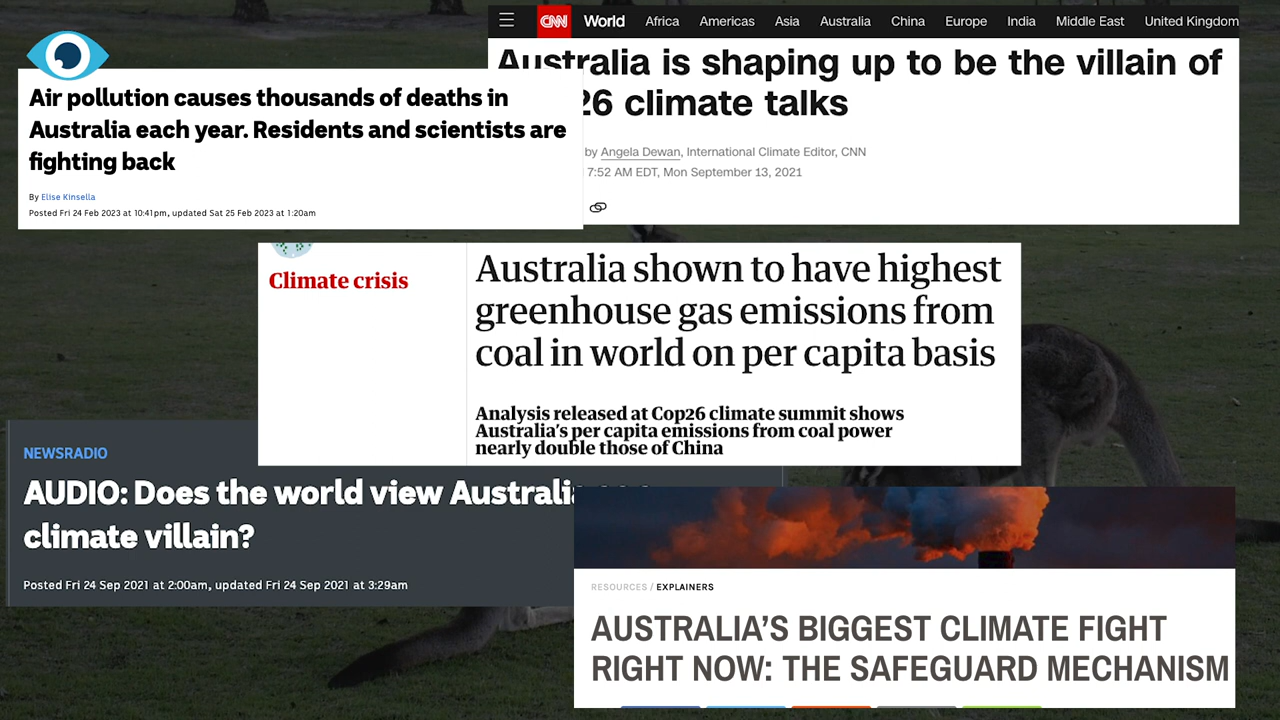 CNN World Africa Americas Asia Australia China Europe India Middle East United Kingdom
Australia is shaping up to be the villain of
26 climate talks
by Angela Dewan, International Climate Editor, CNN
7:52 AM EDT, Mon September 13, 2021
Air pollution causes thousands of deaths in
Australia each year. Residents and scientists are
fighting back
By Elise Kinsella
Posted Fri 24 Feb 2023 at 10:41pm, updated Sat 25 Feb 2023 at 1:20am
Climate crisis
Australia shown to have highest
greenhouse gas emissions from
coal in world on per capita basis
Analysis released at Cop26 climate summit shows
Australia's per capita emissions from coal power
nearly double those of China
NEWSRADIO
AUDIO: Does the world view Australia
climate villain?
Posted Fri 24 Sep 2021 at 2:00am, updated Fri 24 Sep 2021 at 3:29am
RESOURCES / EXPLAINERS
AUSTRALIA'S BIGGEST CLIMATE FIGHT
RIGHT NOW: THE SAFEGUARD MECHANISM